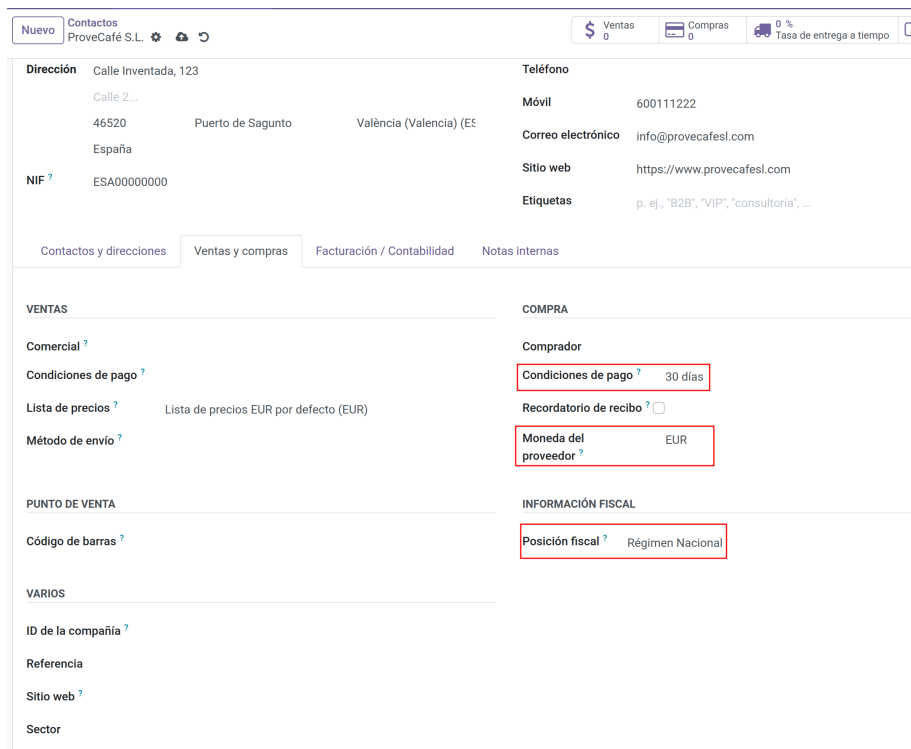 Nuevo
Contactos
ProveCafé S.L.
Ventas
0
Compras
0
0 %
Tasa de entrega a tiempo
Dirección Calle Inventada, 123
Calle 2...
46520 Puerto de Sagunto València (Valencia) (ES
España
NIF ? ESA00000000
Teléfono
Móvil 600111222
Correo electrónico info@provecafesl.com
Sitio web https://www.provecafesl.com
Etiquetas p. ej., "B2B", "VIP", "consultoría", ...
Contactos y direcciones Ventas y compras Facturación / Contabilidad Notas internas
VENTAS
Comercial ?
Condiciones de pago ?
Lista de precios ? Lista de precios EUR por defecto (EUR)
Método de envío ?
COMPRA
Comprador
Condiciones de pago ? 30 días
Recordatorio de recibo ?
Moneda del
proveedor ? EUR
PUNTO DE VENTA
Código de barras ?
INFORMACIÓN FISCAL
Posición fiscal ? Régimen Nacional
VARIOS
ID de la compañía ?
Referencia
Sitio web ?
Sector